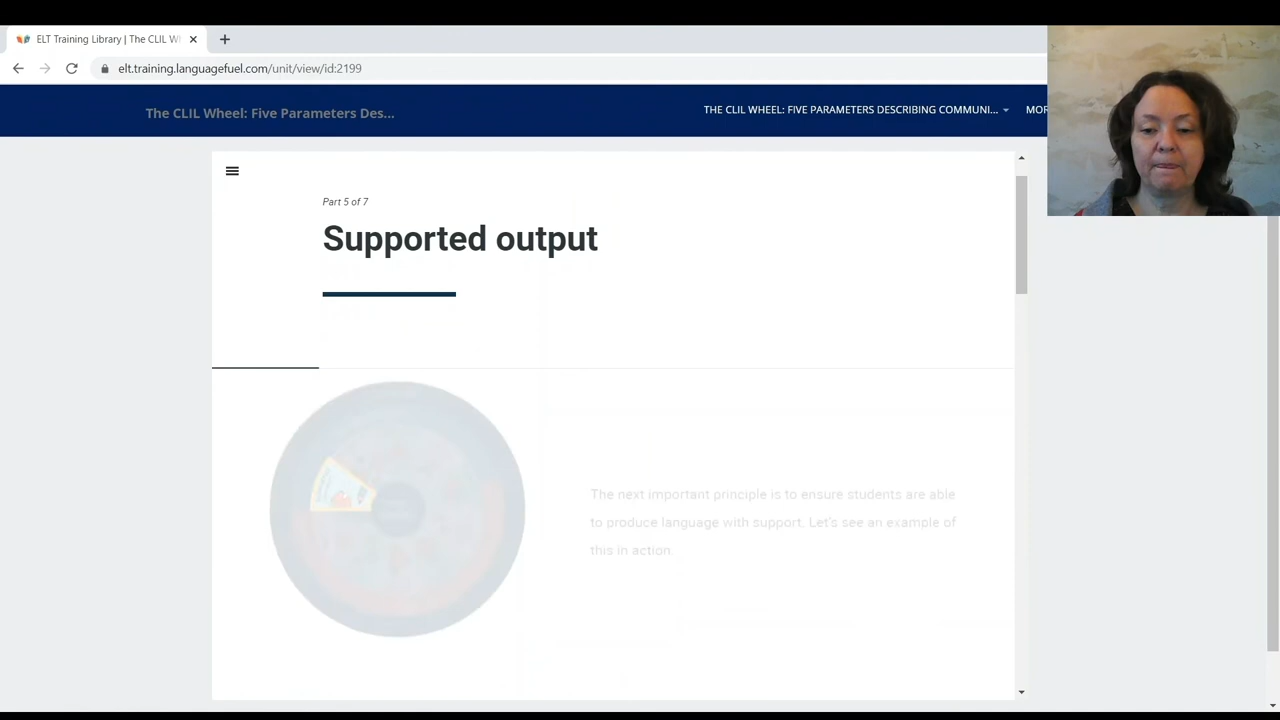 ELT Training Library | The CLIL W
elt.training.languagefuel.com/unit/view/id:2199
The CLIL Wheel: Five Parameters Des...
THE CLIL WHEEL: FIVE PARAMETERS DESCRIBING COMMUNI...
MOR
Part 5 of 7
Supported output
The next important principle is to ensure students are able
to produce language with support. Let's see an example of
this in action.